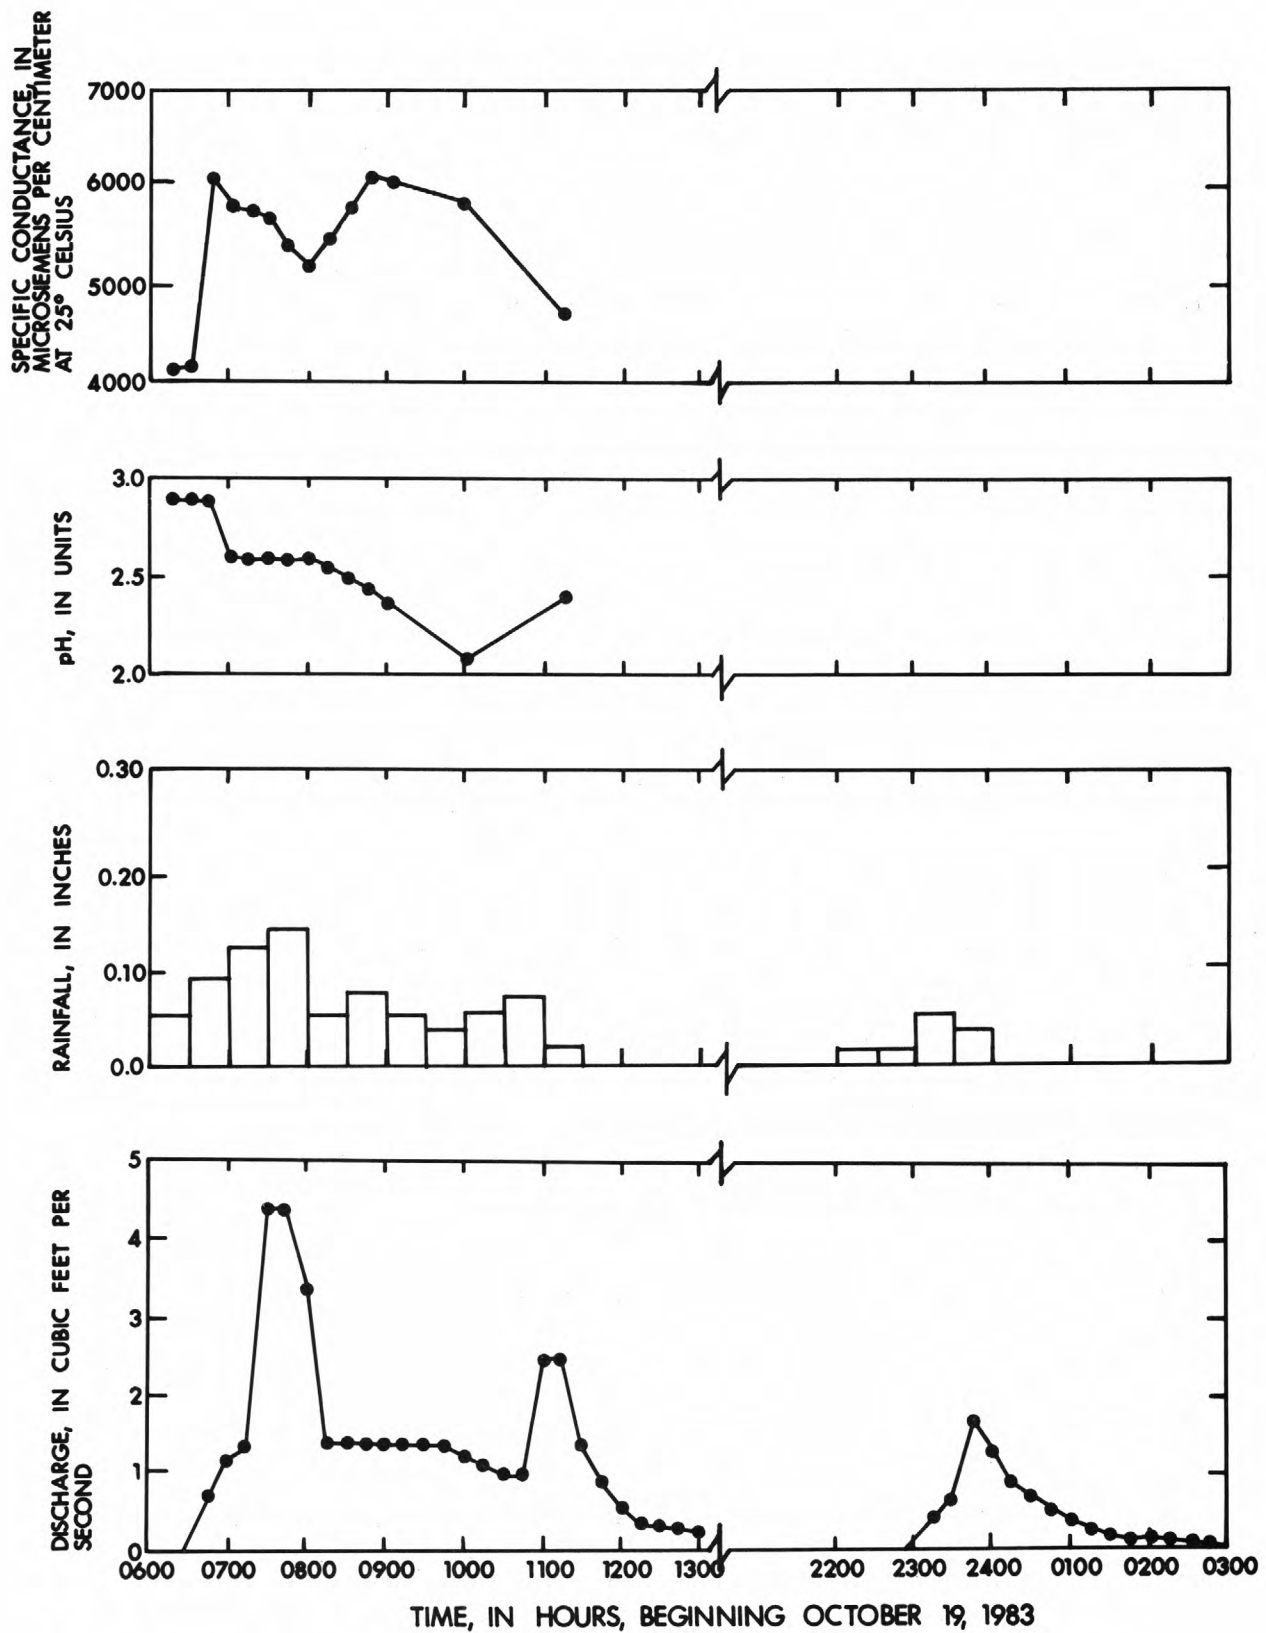 SPECIFIC CONDUCTANCE, IN
MICROSIEMENS PER CENTIMETER
AT 25° CELSIUS
7000
6000
5000
4000
pH, IN UNITS
3.0
2.5
2.0
RAINFALL, IN INCHES
0.30
0.20
0.10
0.0
DISCHARGE, IN CUBIC FEET PER
SECOND
5
4
3
2
1
0
0600 0700 0800 0900 1000 1100 1200 1300 2200 2300 2400 0100 0200 0300
TIME, IN HOURS, BEGINNING OCTOBER 19, 1983